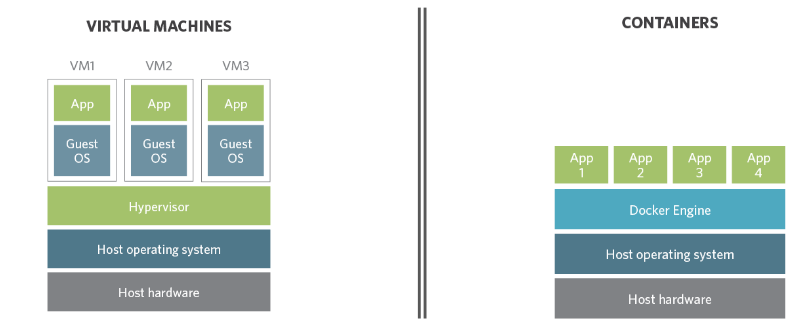 VIRTUAL MACHINES
VM1 VM2 VM3
App App App
Guest Guest Guest
OS OS OS
Hypervisor
Host operating system
Host hardware
CONTAINERS
App App App App
1 2 3 4
Docker Engine
Host operating system
Host hardware